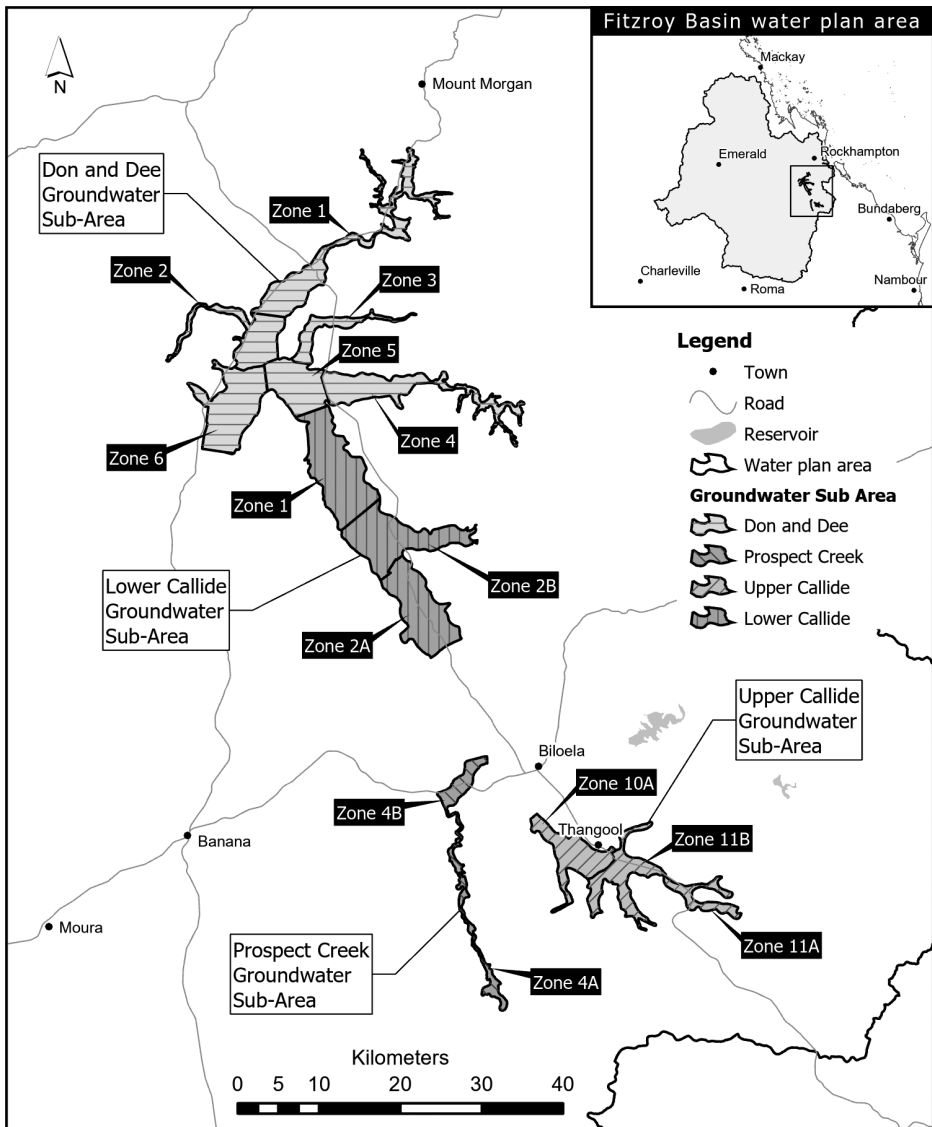 Fitzroy Basin water plan area
Mackay
Emerald
Rockhampton
Bundaberg
Charleville
Roma
Nambour
N
Mount Morgan
Don and Dee
Groundwater
Sub-Area
Zone 1
Zone 2
Zone 3
Zone 5
Zone 4
Zone 6
Zone 1
Lower Callide
Groundwater
Sub-Area
Zone 2B
Zone 2A
Legend
Town
Road
Reservoir
Water plan area
Groundwater Sub Area
Don and Dee
Prospect Creek
Upper Callide
Lower Callide
Upper Callide
Groundwater
Sub-Area
Biloela
Zone 10A
Zone 4B
Thangool
Zone 11B
Banana
Moura
Zone 11A
Prospect Creek
Groundwater
Sub-Area
Zone 4A
Kilometers
0 5 10 20 30 40